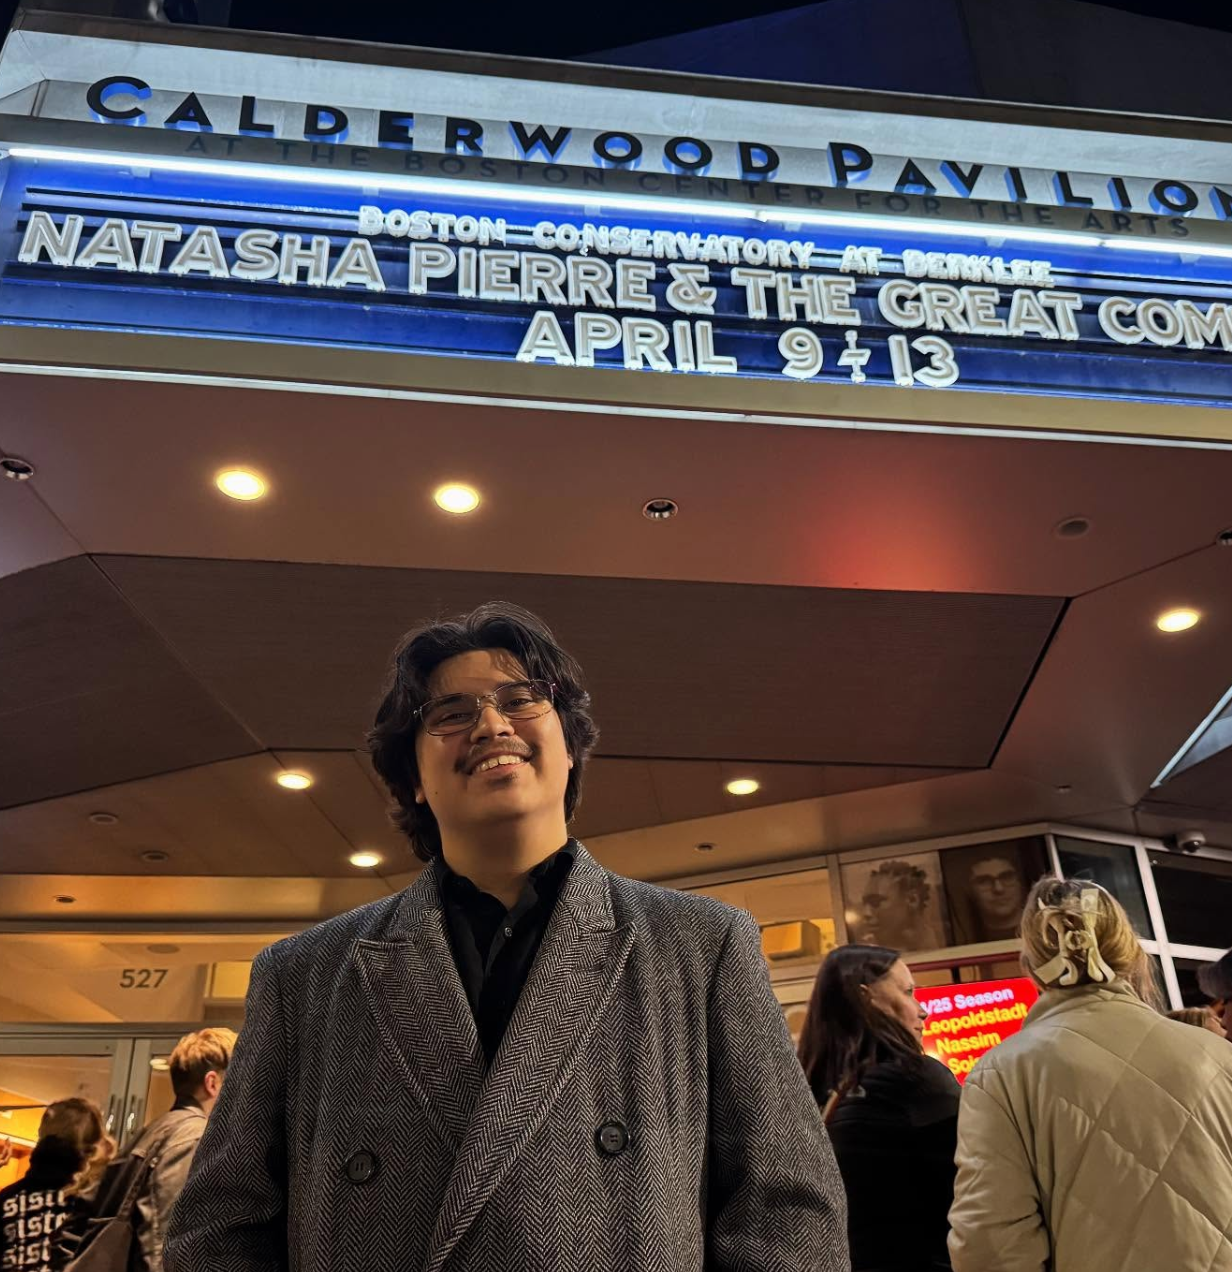 CALDERWOOD PAVILION
AT THE BOSTON CENTER FOR THE ARTS
BOSTON CONSERVATORY AT BERKLEE
NATASHA PIERRE & THE GREAT COM
APRIL 9-13
527
/25 Season
Leopoldstadt
Nassim